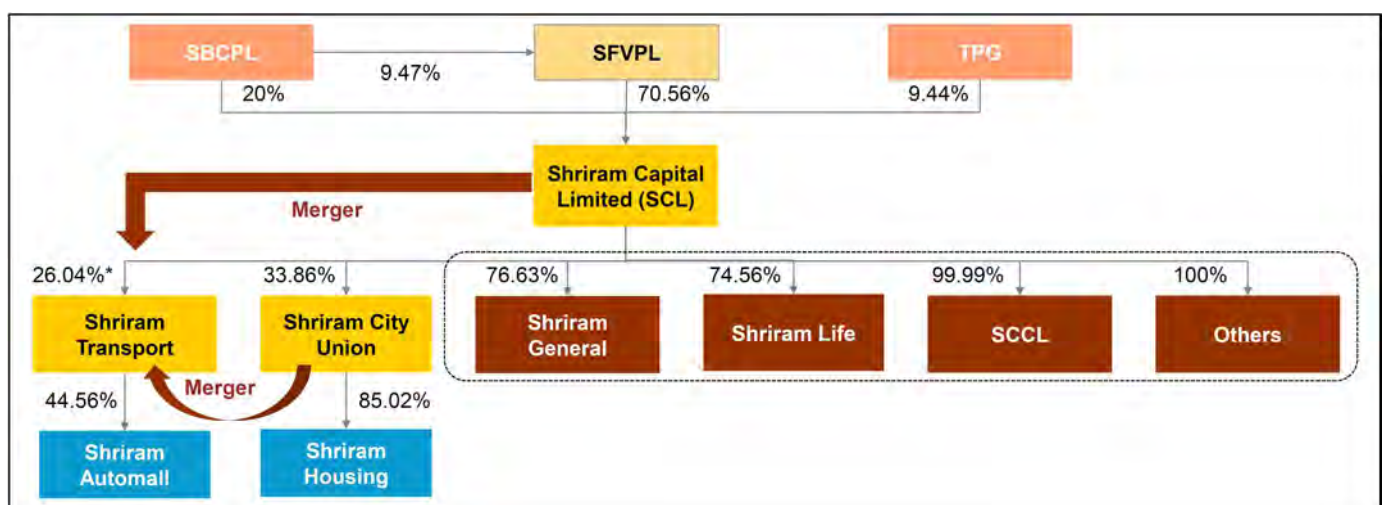 SBCPL
SFVPL
TPG
9.47%
20%
70.56%
9.44%
Shriram Capital
Limited (SCL)
Merger
26.04%*
33.86%
76.63%
74.56%
99.99%
100%
Shriram
Transport
Shriram City
Union
Shriram
General
Shriram Life
SCCL
Others
Merger
44.56%
85.02%
Shriram
Automall
Shriram
Housing